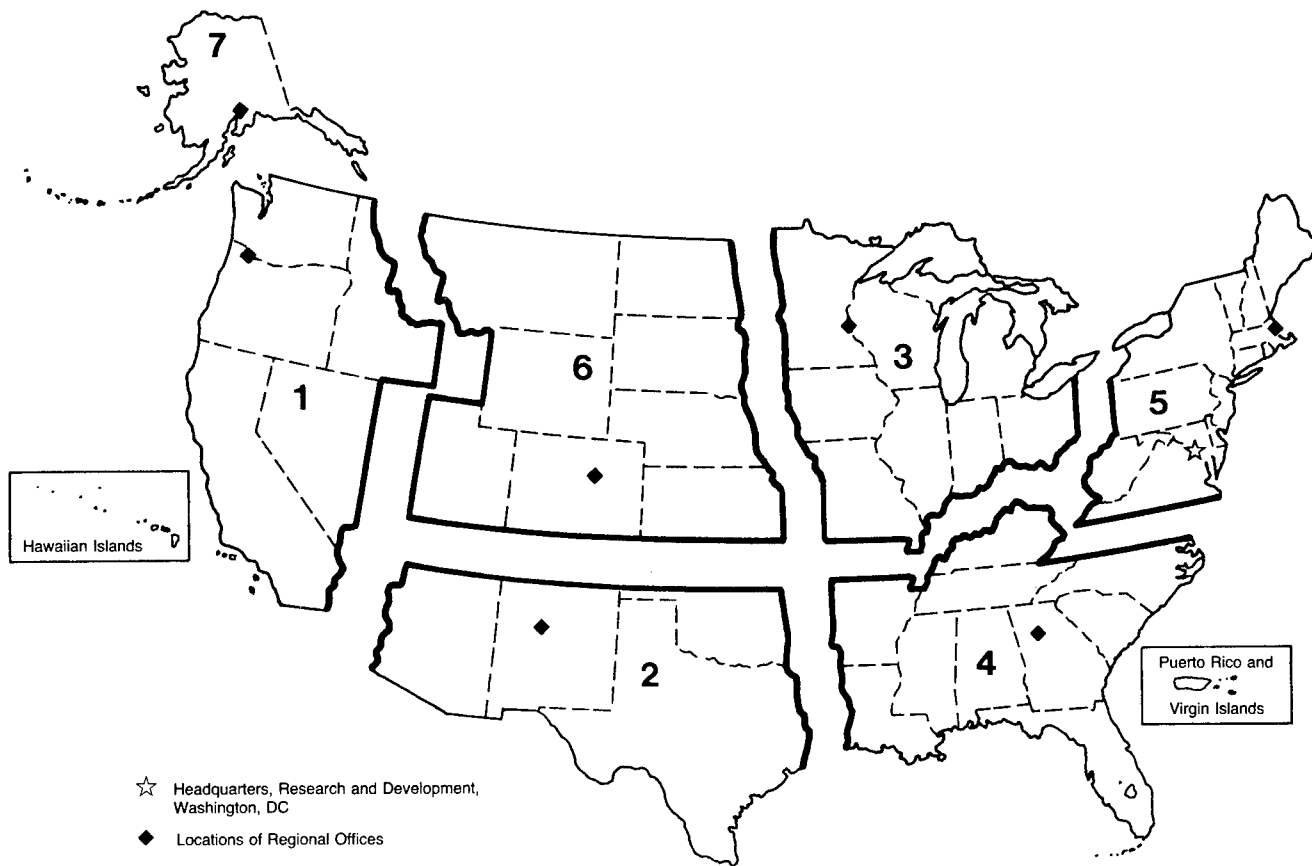 7
6
3
1
5
Hawaiian Islands
4
2
Puerto Rico and
Virgin Islands
Headquarters, Research and Development,
Washington, DC
Locations of Regional Offices